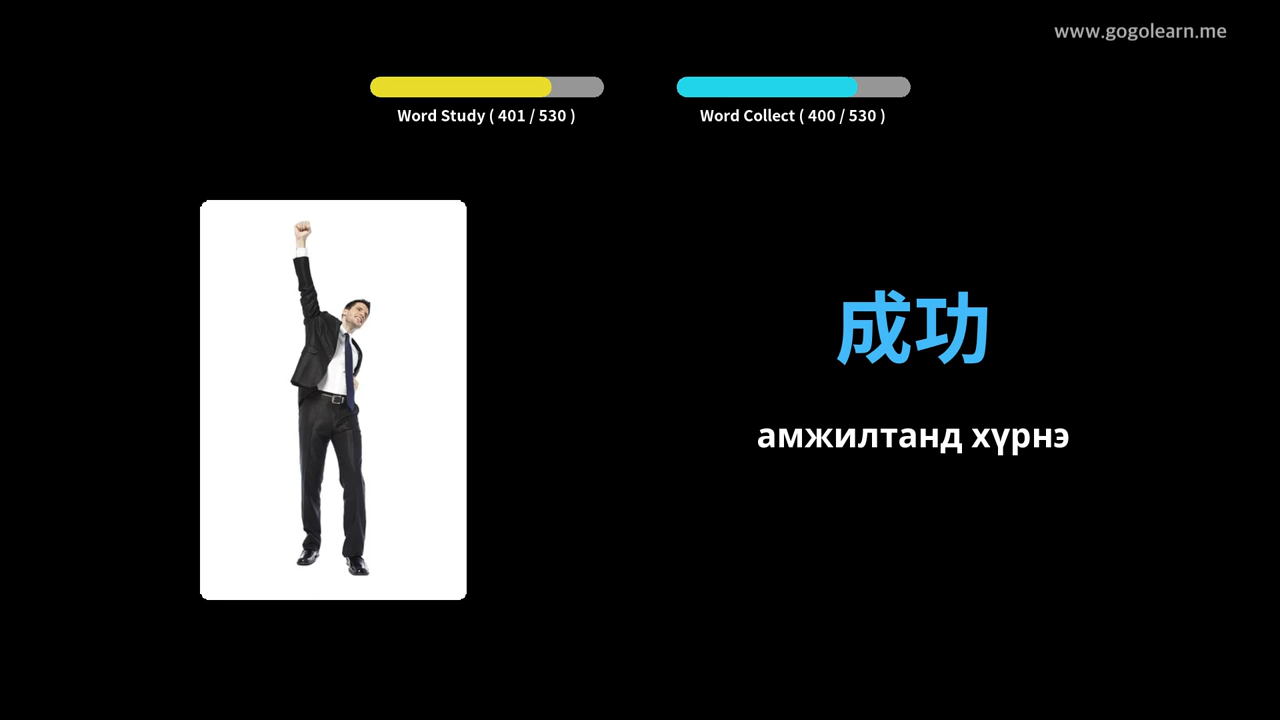 www.gogolearn.me
Word Study ( 401 / 530 )
Word Collect ( 400 / 530 )
成功
амжилтанд хүрнэ